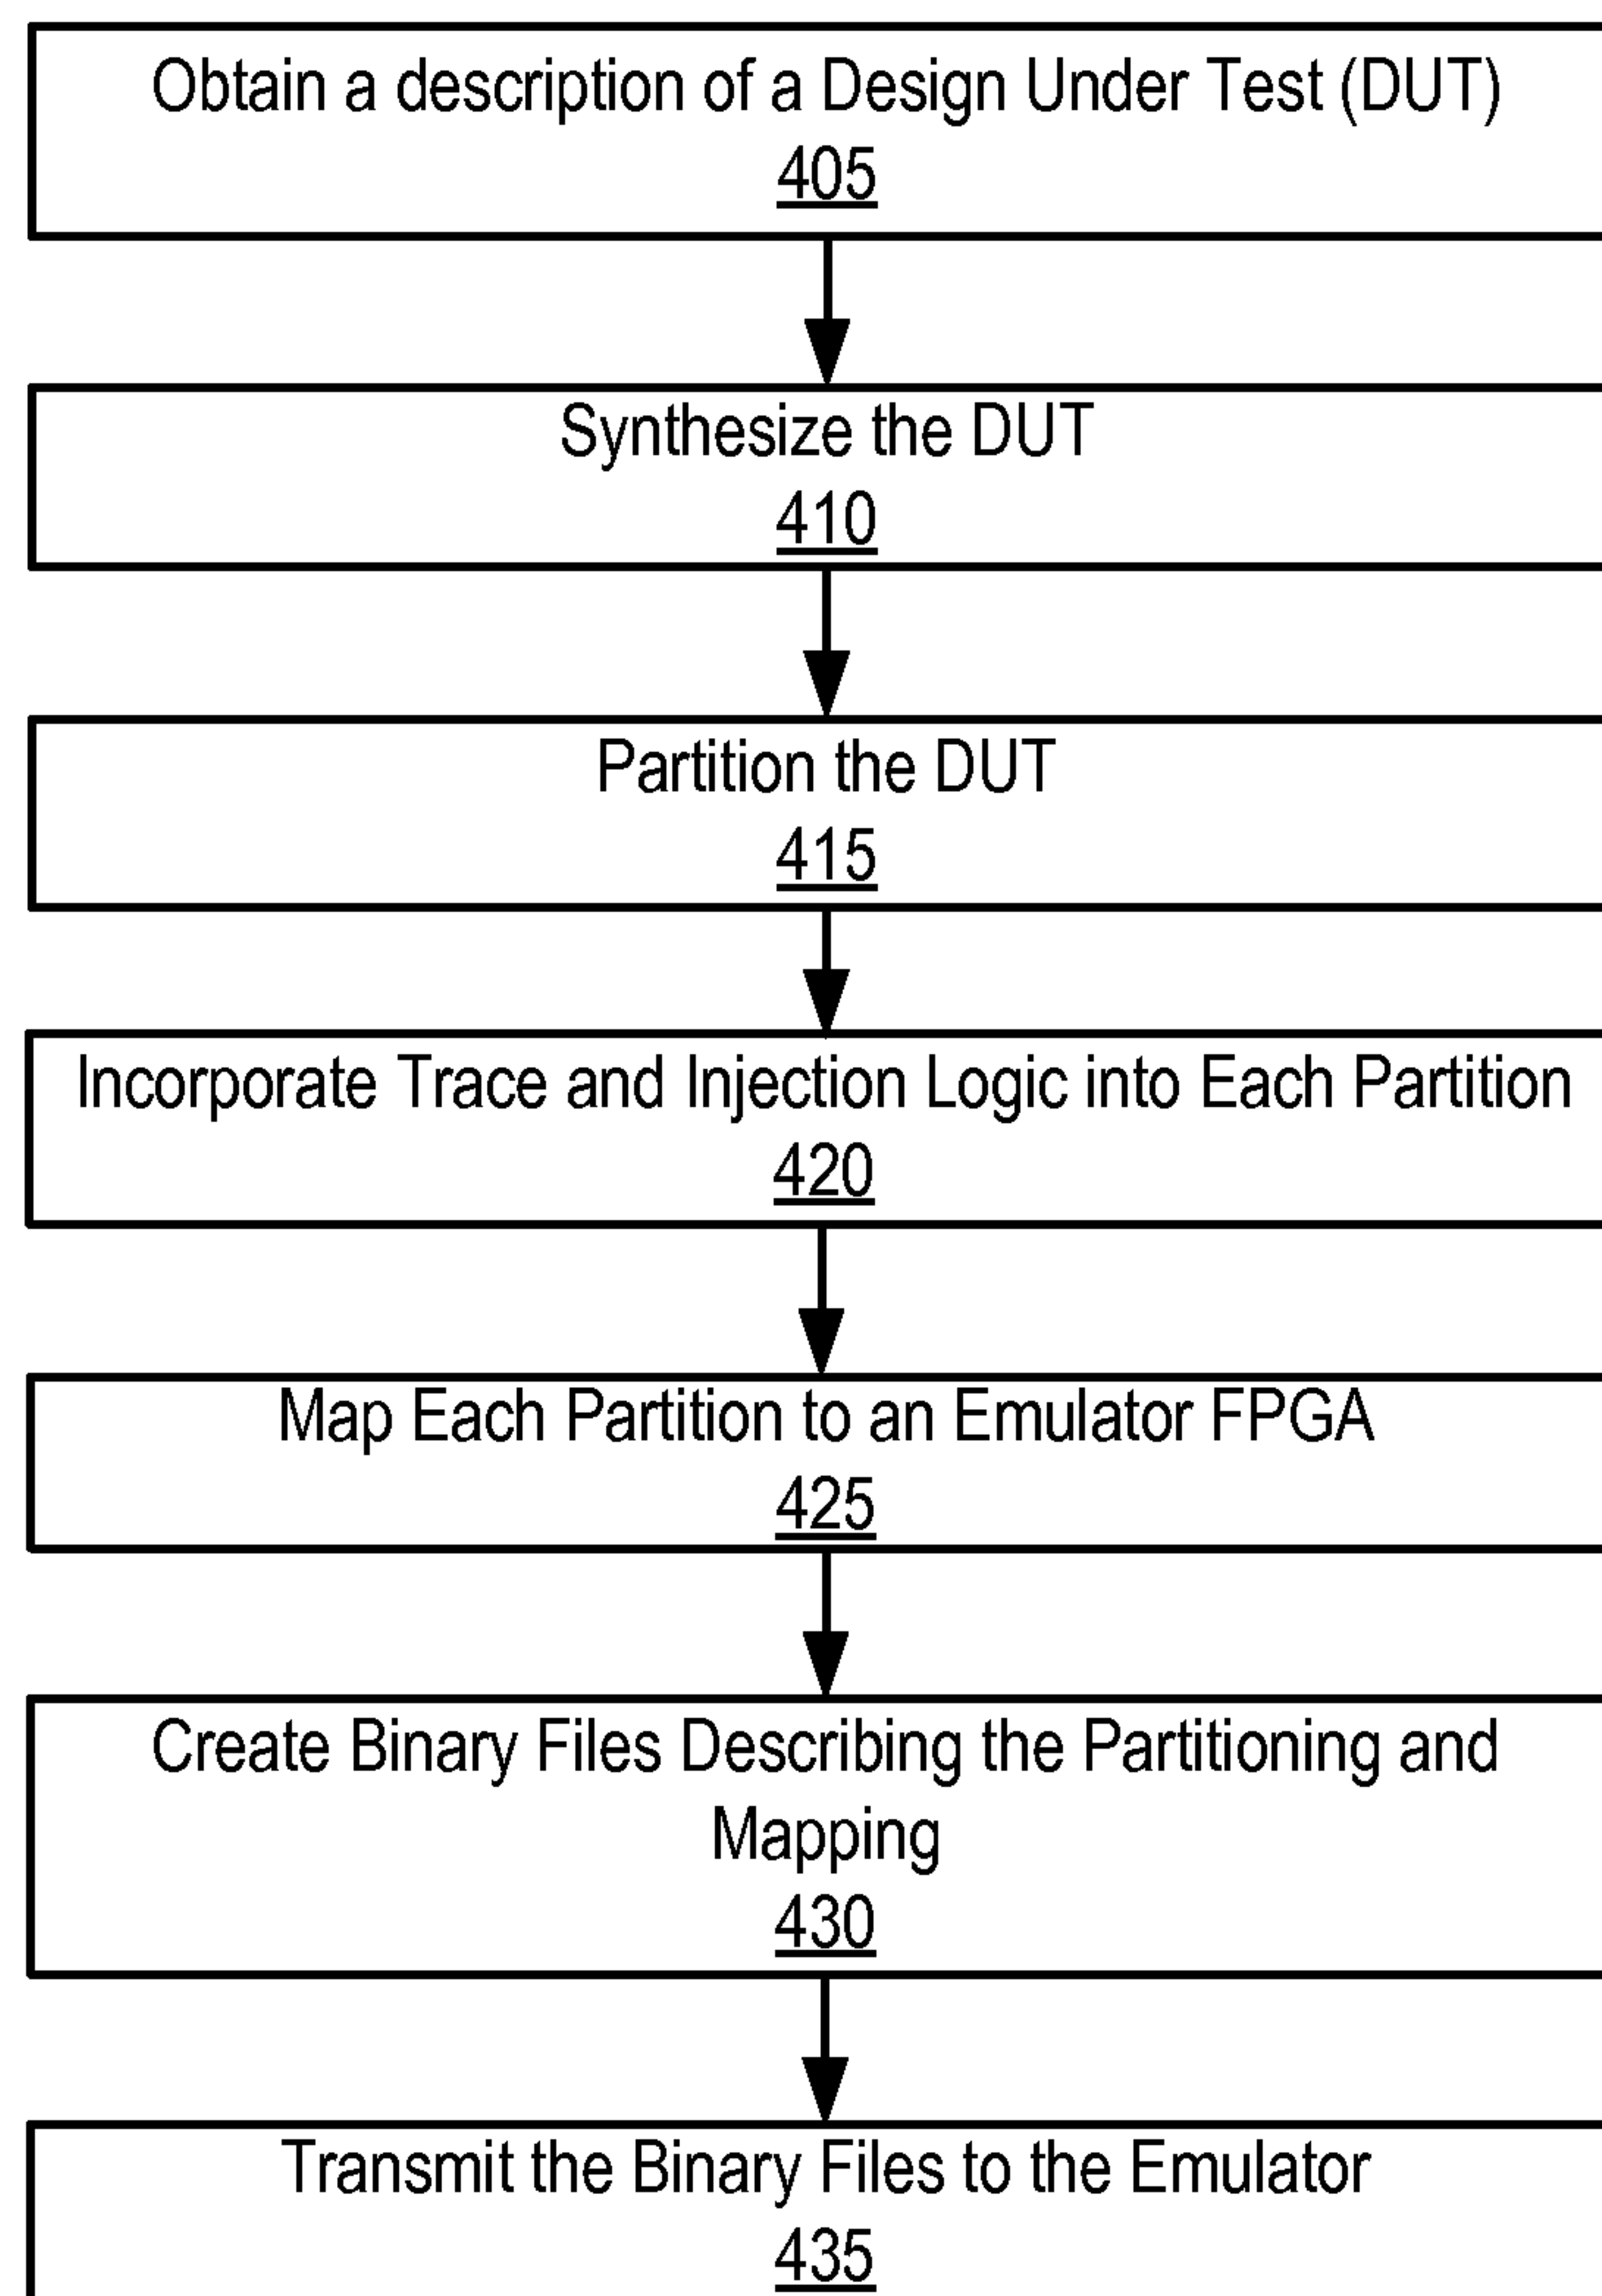 Obtain a description of a Design Under Test (DUT)
405
Synthesize the DUT
410
Partition the DUT
415
Incorporate Trace and Injection Logic into Each Partition
420
Map Each Partition to an Emulator FPGA
425
Create Binary Files Describing the Partitioning and
Mapping
430
Transmit the Binary Files to the Emulator
435